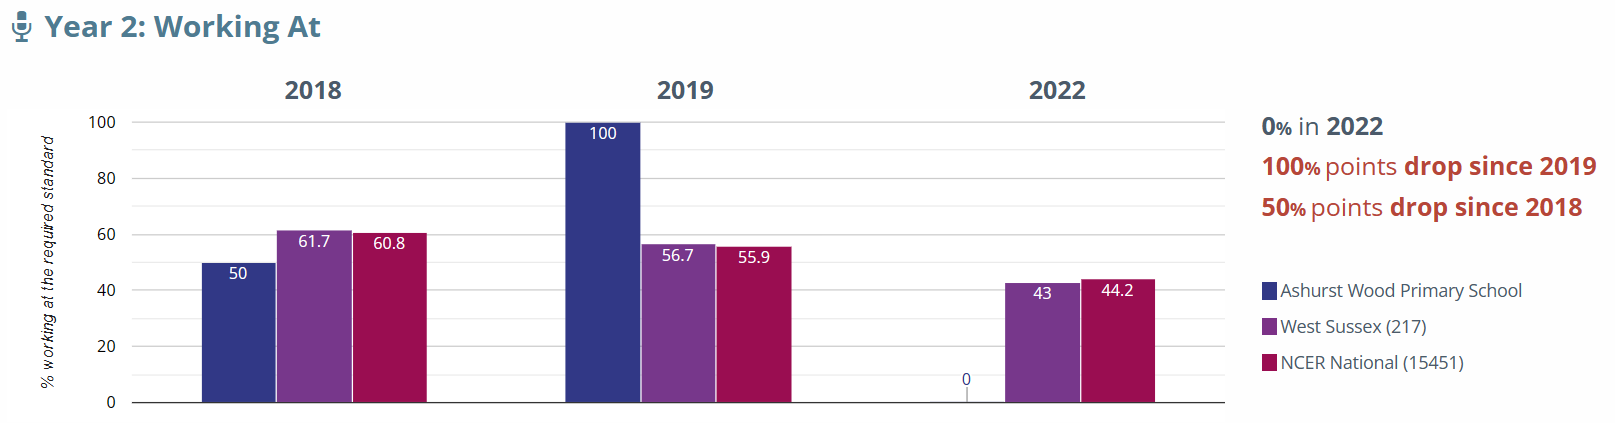 Year 2: Working At
2018
2019
2022
% working at the required standard
100
80
60
40
20
0
50
61.7
60.8
100
56.7
55.9
0
43
44.2
0% in 2022
100% points drop since 2019
50% points drop since 2018
Ashurst Wood Primary School
West Sussex (217)
NCER National (15451)